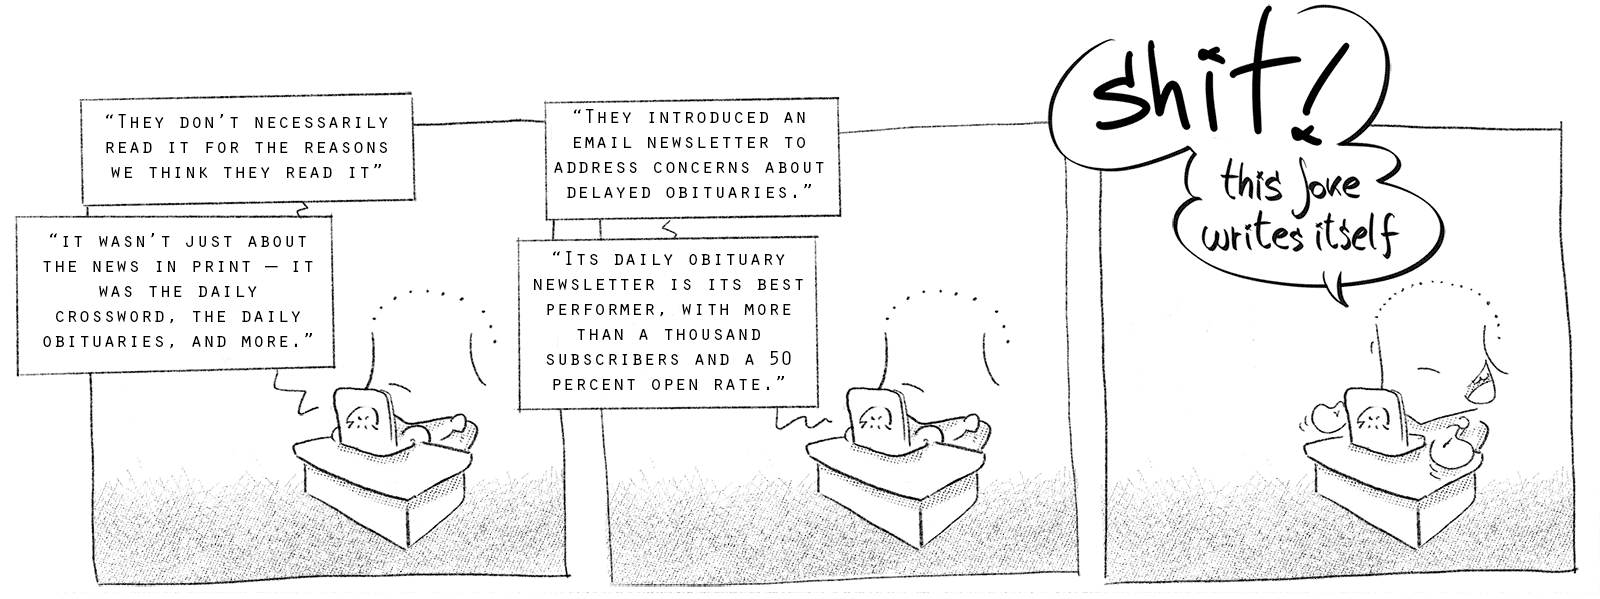 “They don’t necessarily
read it for the reasons
we think they read it”
“it wasn’t just about
the news in print – it
was the daily
crossword, the daily
obituaries, and more.”
“They introduced an
email newsletter to
address concerns about
delayed obituaries.”
“Its daily obituary
newsletter is its best
performer, with more
than a thousand
subscribers and a 50
percent open rate.”
shit!
this joke
writes itself